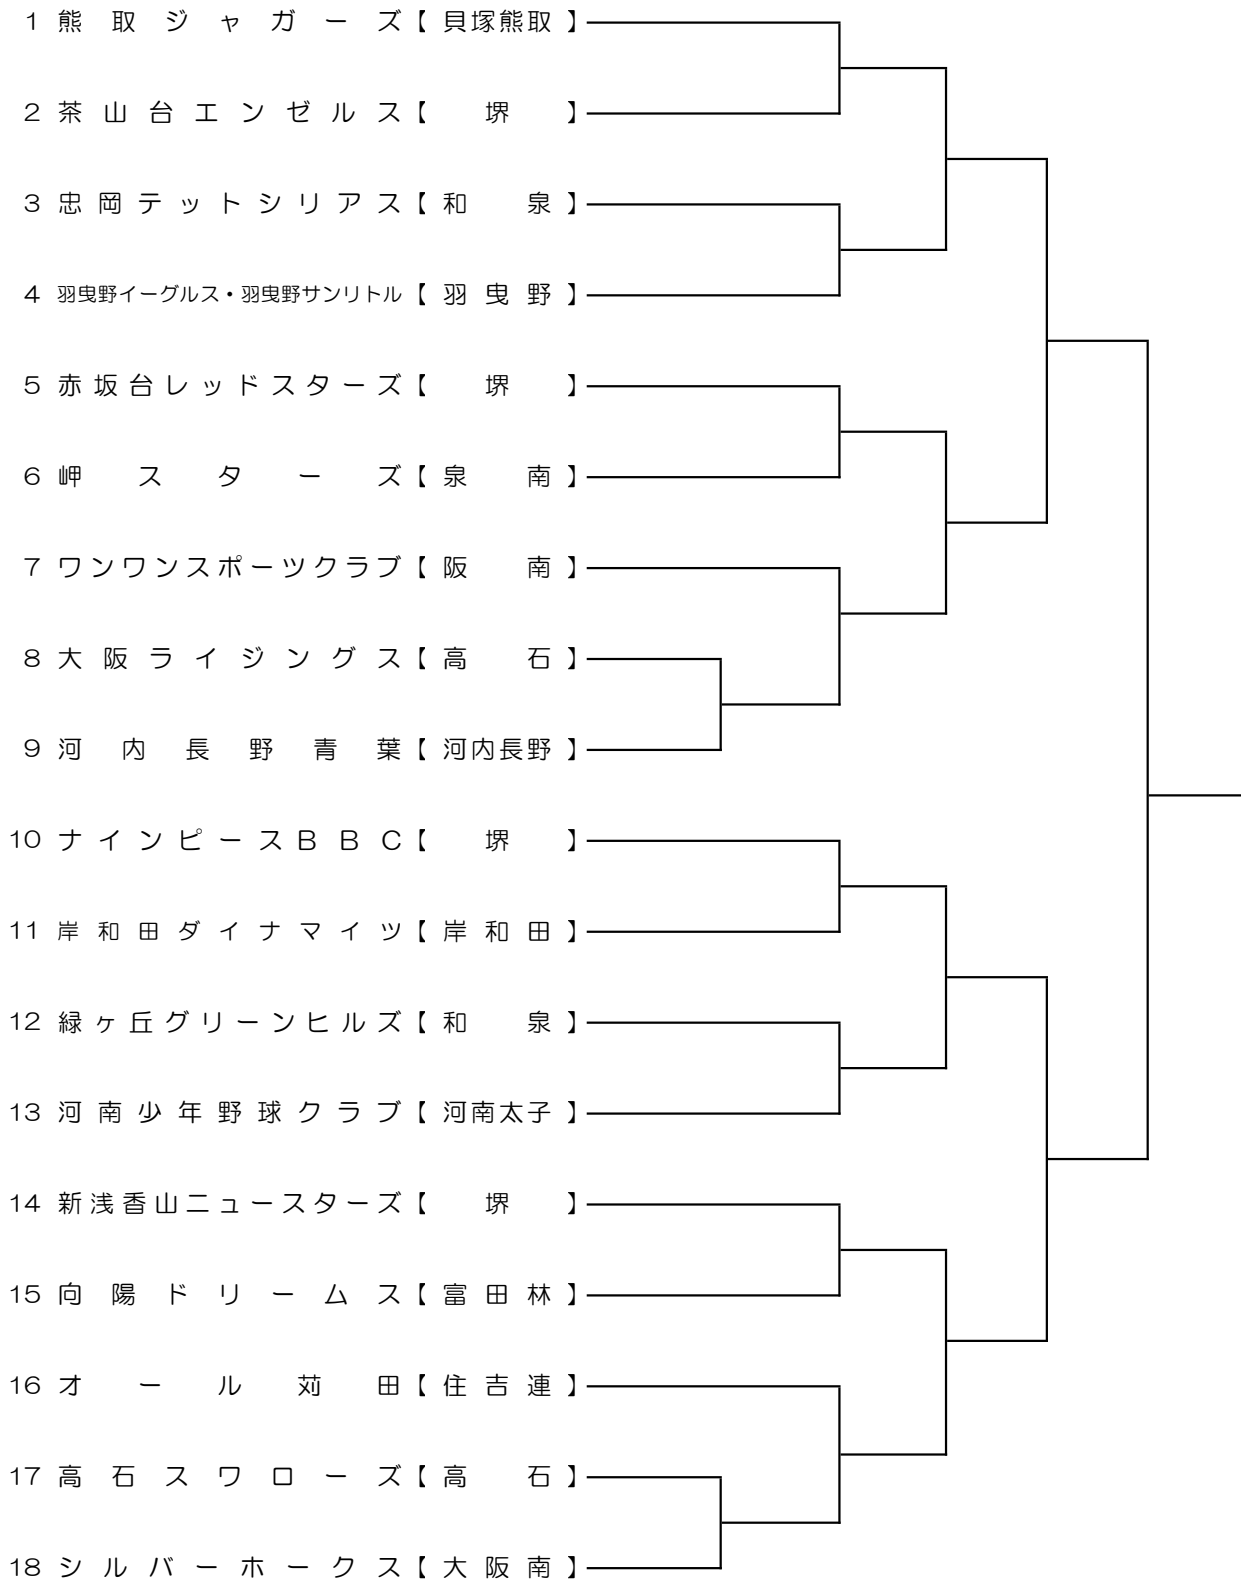 1 熊取ジャガーズ【 貝塚熊取 】
2 茶山台エンゼルス【 堺 】
3 忠岡テットシリアス【 和泉 】
4 羽曳野イーグルス・羽曳野サンリトル【 羽曳野 】
5 赤坂台レッドスターズ【 堺 】
6 岬スターズ【 泉南 】
7 ワンワンスポーツクラブ【 阪南 】
8 大阪ライジングス【 高石 】
9 河内長野青葉【 河内長野 】
10 ナインピースBBC【 堺 】
11 岸和田ダイナマイツ【 岸和田 】
12 緑ヶ丘グリーンヒルズ【 和泉 】
13 河南少年野球クラブ【 河南太子 】
14 新浅香山ニュースターズ【 堺 】
15 向陽ドリームス【 富田林 】
16 オール苅田【 住吉連 】
17 高石スワローズ【 高石 】
18 シルバーホークス【 大阪南 】